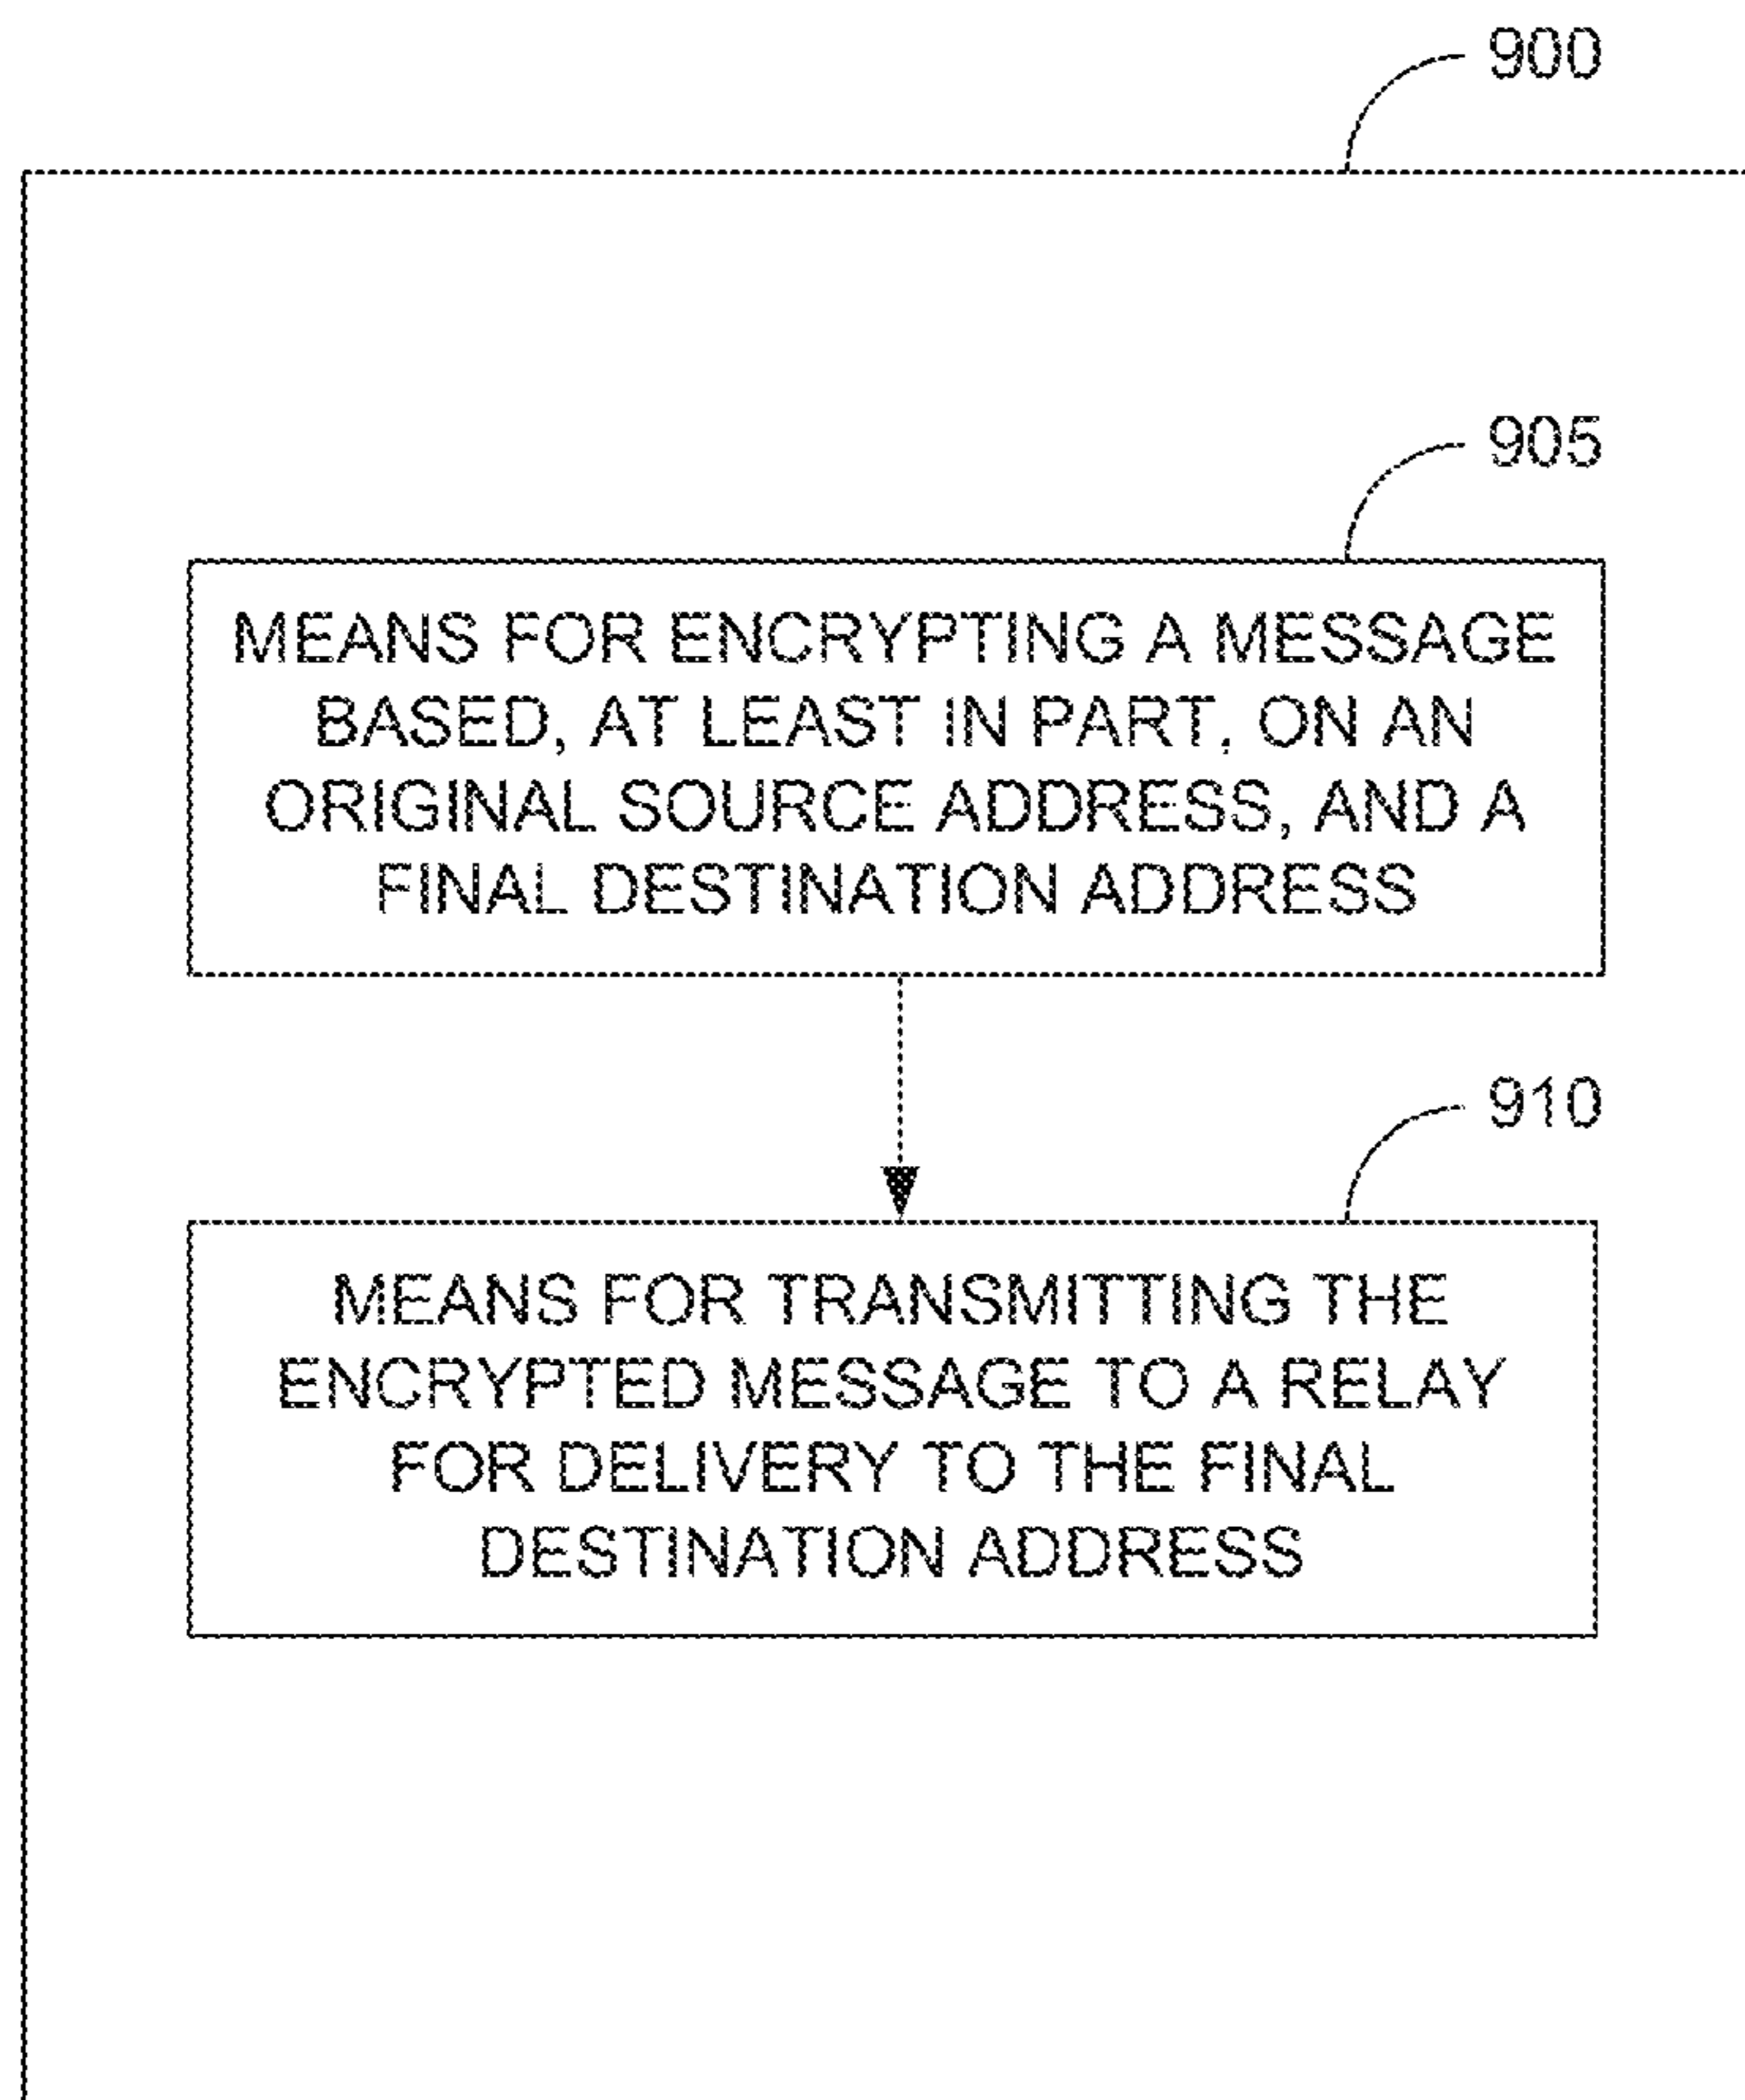 900
905
MEANS FOR ENCRYPTING A MESSAGE
BASED, AT LEAST IN PART, ON AN
ORIGINAL SOURCE ADDRESS, AND A
FINAL DESTINATION ADDRESS
910
MEANS FOR TRANSMITTING THE
ENCRYPTED MESSAGE TO A RELAY
FOR DELIVERY TO THE FINAL
DESTINATION ADDRESS